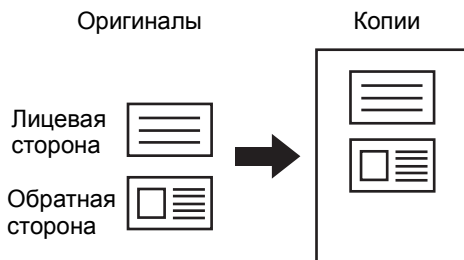 Оригиналы Копии
Лицевая
сторона
Обратная
сторона